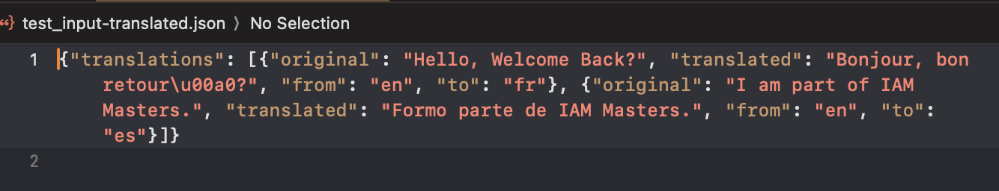 test_input-translated.json 〉 No Selection
1 {"translations": [{"original": "Hello, Welcome Back?", "translated": "Bonjour, bon
retour\u00a0?", "from": "en", "to": "fr"}, {"original": "I am part of IAM
Masters.", "translated": "Formo parte de IAM Masters.", "from": "en", "to":
"es"}]}
2